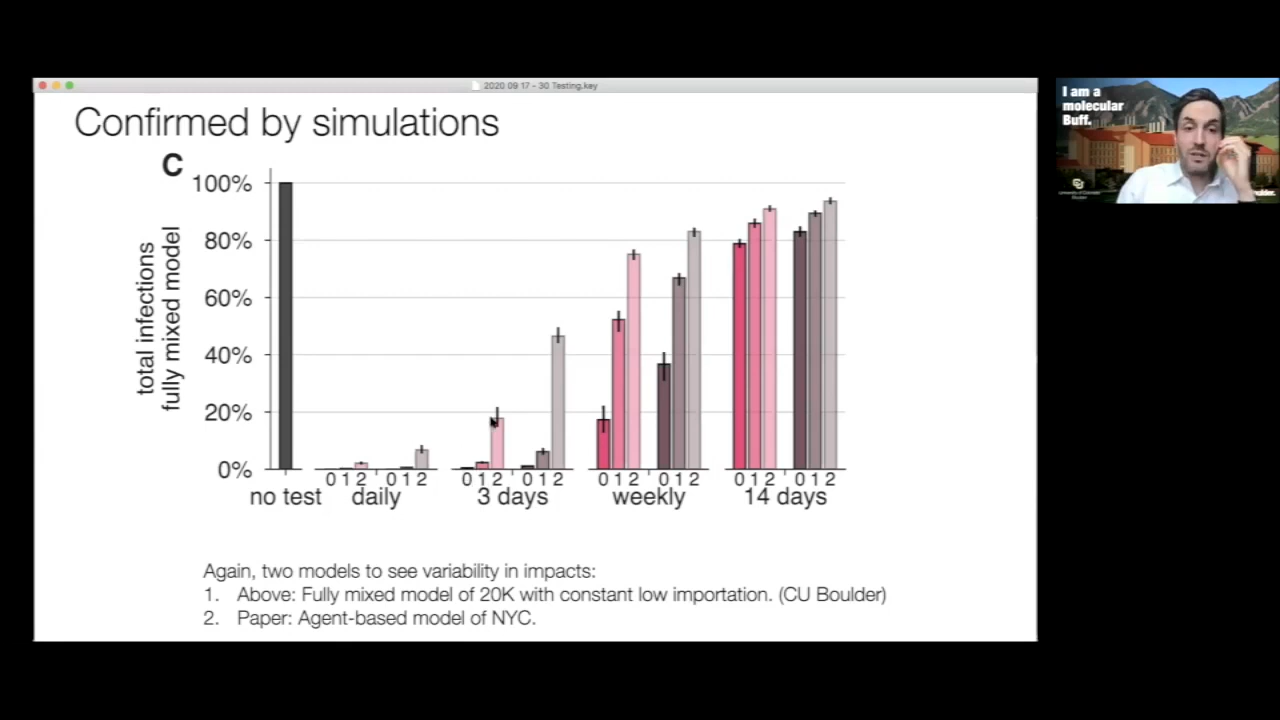 2020 09 17 - 30 Testing.key
Confirmed by simulations
C
total infections
fully mixed model
100%
80%
60%
40%
20%
0%
0 1 2 0 1 2 0 1 2 0 1 2 0 1 2 0 1 2 0 1 2 0 1 2
no test daily 3 days weekly 14 days
Again, two models to see variability in impacts:
1. Above: Fully mixed model of 20K with constant low importation. (CU Boulder)
2. Paper: Agent-based model of NYC.
I am a
molecular
Buff.
CU